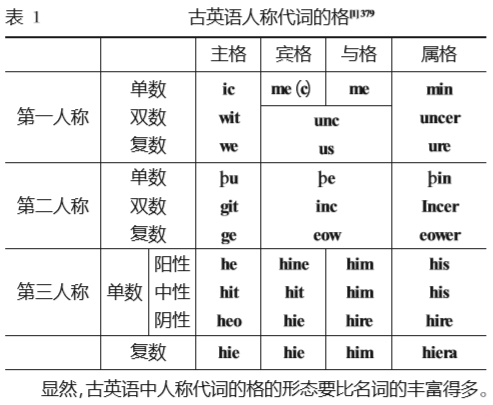 表 1 古英语人称代词的格[1]379
主格 宾格 与格 属格
单数 ic me (c) me min
第一人称 双数 wit unc uncer
复数 we us ure
单数 þu þe þin
第二人称 双数 git inc Incer
复数 ge eow eower
阳性 he hine him his
第三人称 单数 中性 hit hit him his
阴性 heo hie hire hire
复数 hie hie him hiera
显然,古英语中人称代词的格的形态要比名词的丰富得多。